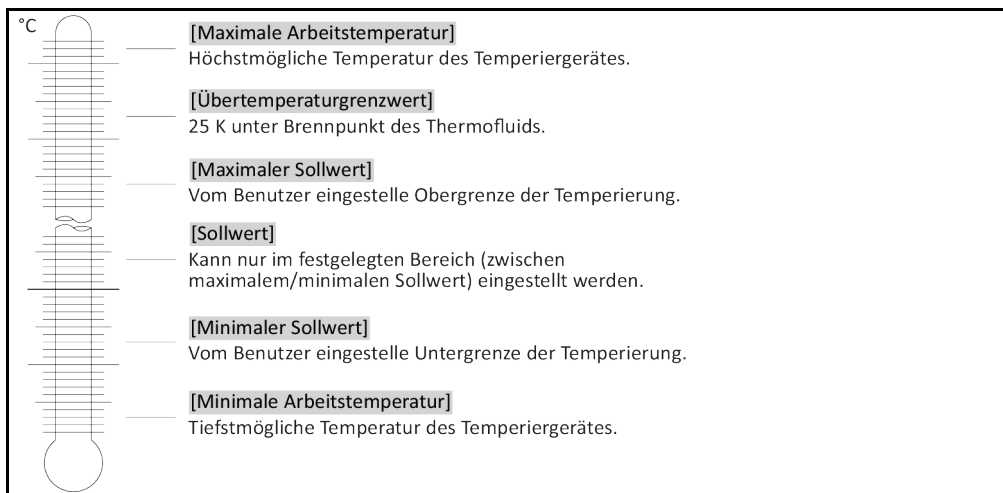 °C
[Maximale Arbeitstemperatur]
Höchstmögliche Temperatur des Temperiergerätes.
[Übertemperaturgrenzwert]
25 K unter Brennpunkt des Thermofluids.
[Maximaler Sollwert]
Vom Benutzer eingestelle Obergrenze der Temperierung.
[Sollwert]
Kann nur im festgelegten Bereich (zwischen
maximalem/minimalen Sollwert) eingestellt werden.
[Minimaler Sollwert]
Vom Benutzer eingestelle Untergrenze der Temperierung.
[Minimale Arbeitstemperatur]
Tiefstmögliche Temperatur des Temperiergerätes.